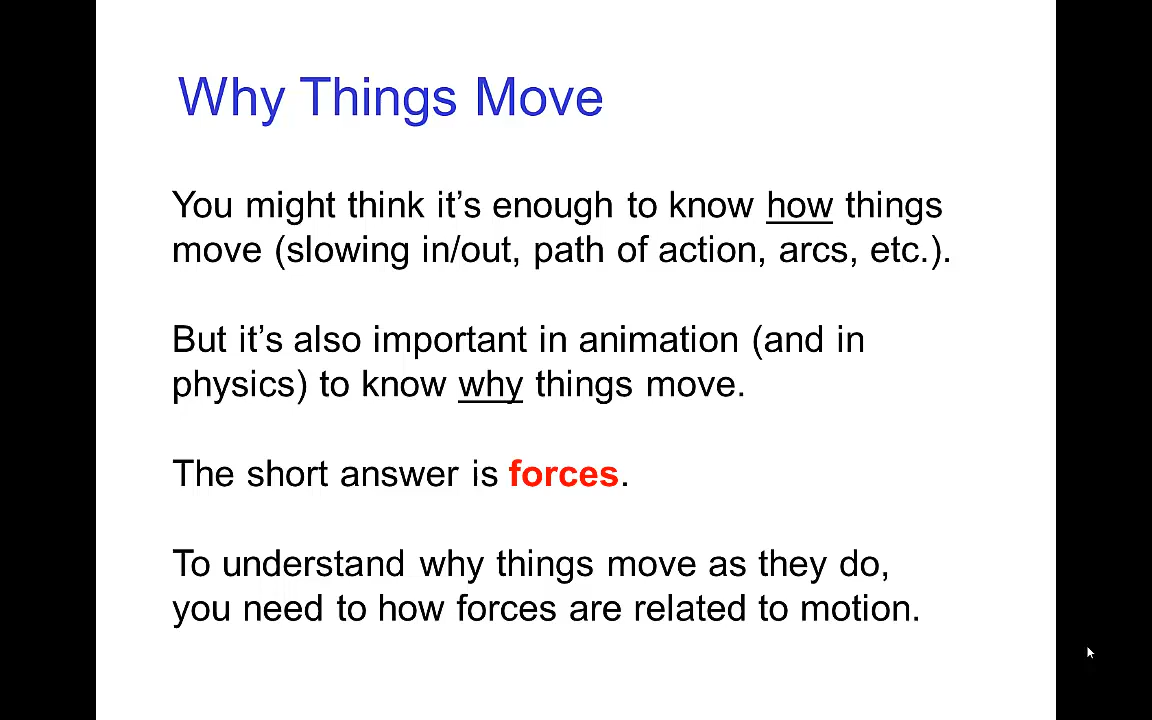 Why Things Move
You might think it’s enough to know how things
move (slowing in/out, path of action, arcs, etc.).
But it’s also important in animation (and in
physics) to know why things move.
The short answer is forces.
To understand why things move as they do,
you need to how forces are related to motion.